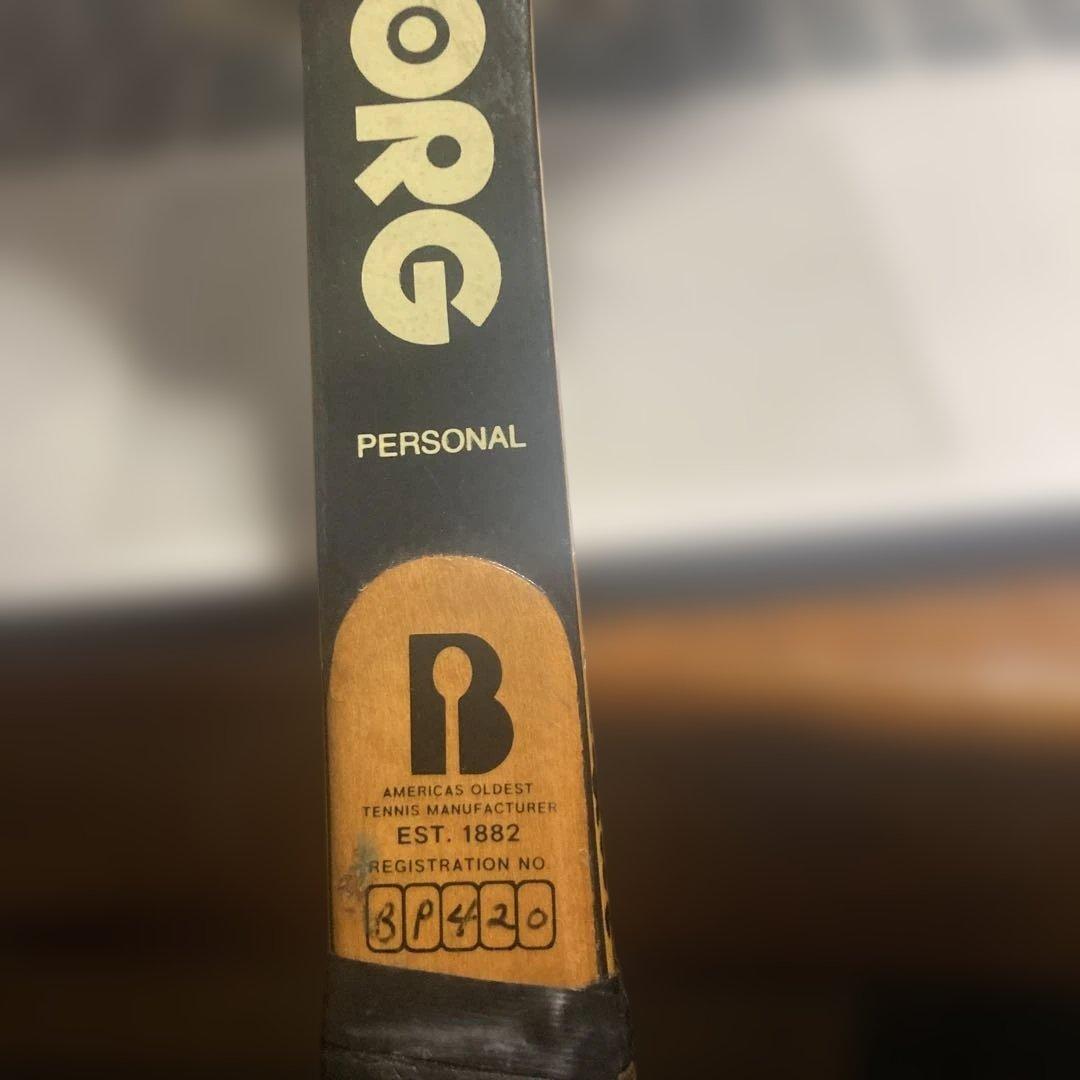 ORG
PERSONAL
B
AMERICAS OLDEST
TENNIS MANUFACTURER
EST. 1882
REGISTRATION NO.
BP420